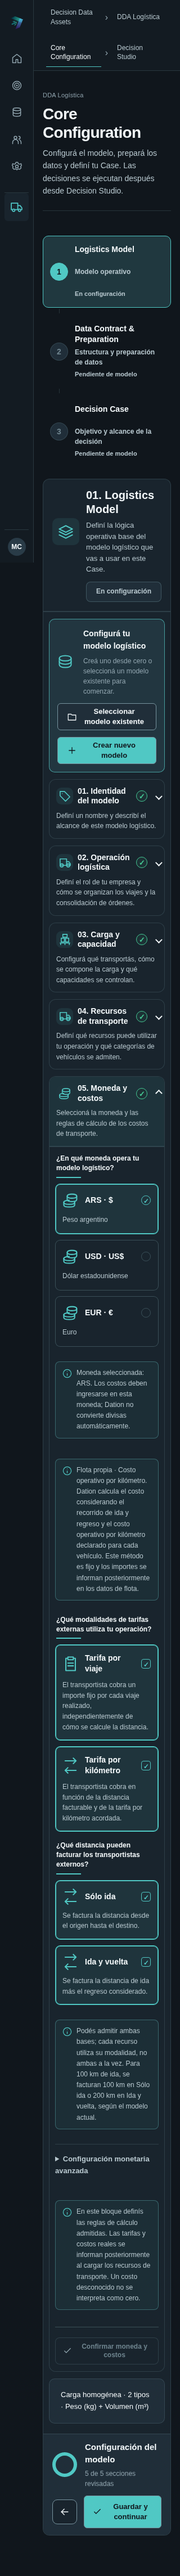 Decision Data Assets
DDA Logística
Core Configuration
Decision Studio
MC
DDA Logística
Core
Configuration
Configurá el modelo, prepará los
datos y definí tu Case. Las
decisiones se ejecutan después
desde Decision Studio.
1
Logistics Model
Modelo operativo
En configuración
2
Data Contract &
Preparation
Estructura y preparación
de datos
Pendiente de modelo
3
Decision Case
Objetivo y alcance de la
decisión
Pendiente de modelo
01. Logistics
Model
Definí la lógica
operativa base del
modelo logístico que
vas a usar en este
Case.
En configuración
Configurá tu
modelo logístico
Creá uno desde cero o
seleccioná un modelo
existente para
comenzar.
Seleccionar
modelo existente
Crear nuevo
modelo
01. Identidad
del modelo
Definí un nombre y describí el
alcance de este modelo logístico.
02. Operación
logística
Definí el rol de tu empresa y
cómo se organizan los viajes y la
consolidación de órdenes.
03. Carga y
capacidad
Configurá qué transportás, cómo
se compone la carga y qué
capacidades se controlan.
04. Recursos
de transporte
Definí qué recursos puede utilizar
tu operación y qué categorías de
vehículos se admiten.
05. Moneda y
costos
Seleccioná la moneda y las
reglas de cálculo de los costos
de transporte.
¿En qué moneda opera tu
modelo logístico?
ARS · $
Peso argentino
USD · US$
Dólar estadounidense
EUR · €
Euro
Moneda seleccionada:
ARS. Los costos deben
ingresarse en esta
moneda; Dation no
convierte divisas
automáticamente.
Flota propia · Costo
operativo por kilómetro.
Dation calcula el costo
considerando el
recorrido de ida y
regreso y el costo
operativo por kilómetro
declarado para cada
vehículo. Este método
es fijo y los importes se
informan posteriormente
en los datos de flota.
¿Qué modalidades de tarifas
externas utiliza tu operación?
Tarifa por
viaje
El transportista cobra un
importe fijo por cada viaje
realizado,
independientemente de
cómo se calcule la distancia.
Tarifa por
kilómetro
El transportista cobra en
función de la distancia
facturable y de la tarifa por
kilómetro acordada.
¿Qué distancia pueden
facturar los transportistas
externos?
Sólo ida
Se factura la distancia desde
el origen hasta el destino.
Ida y vuelta
Se factura la distancia de ida
más el regreso considerado.
Podés admitir ambas
bases; cada recurso
utiliza su modalidad, no
ambas a la vez. Para
100 km de ida, se
facturan 100 km en Sólo
ida o 200 km en Ida y
vuelta, según el modelo
actual.
Configuración monetaria
avanzada
En este bloque definís
las reglas de cálculo
admitidas. Las tarifas y
costos reales se
informan posteriormente
al cargar los recursos de
transporte. Un costo
desconocido no se
interpreta como cero.
Confirmar moneda y
costos
Carga homogénea · 2 tipos
· Peso (kg) + Volumen (m³)
Configuración del
modelo
5 de 5 secciones
revisadas
Guardar y
continuar